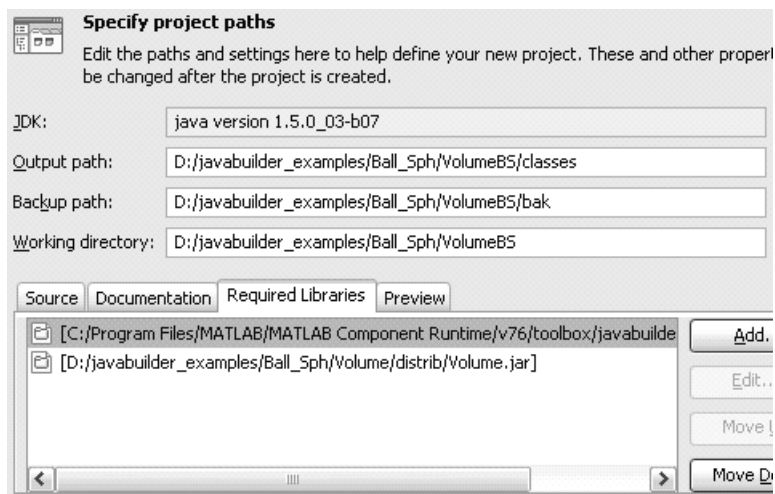 Specify project paths
Edit the paths and settings here to help define your new project. These and other
be changed after the project is created.
JDK: java version 1.5.0_03-b07
Output path: D:/javabuilder_examples/Ball_Sph/VolumeBS/classes
Backup path: D:/javabuilder_examples/Ball_Sph/VolumeBS/bak
Working directory: D:/javabuilder_examples/Ball_Sph/VolumeBS
Source Documentation Required Libraries Preview
[C:/Program Files/MATLAB/MATLAB Component Runtime/v76/toolbox/javabuilde
Add.
[D:/javabuilder_examples/Ball_Sph/Volume/distrib/Volume.jar]
Edit..
Move
Move